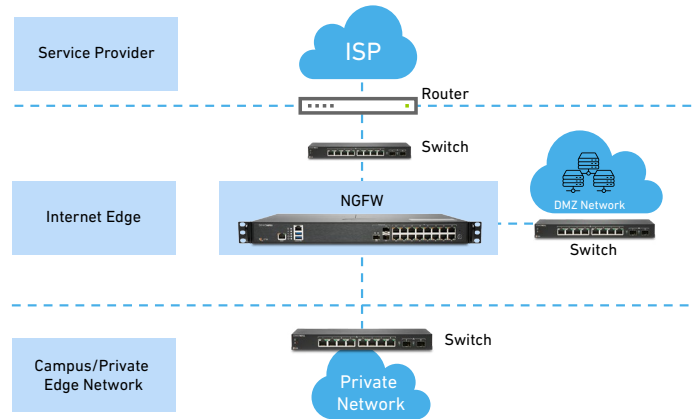 Service Provider
ISP
Router
Switch
Internet Edge
NGFW
DMZ Network
Switch
Campus/Private
Edge Network
Switch
Private
Network